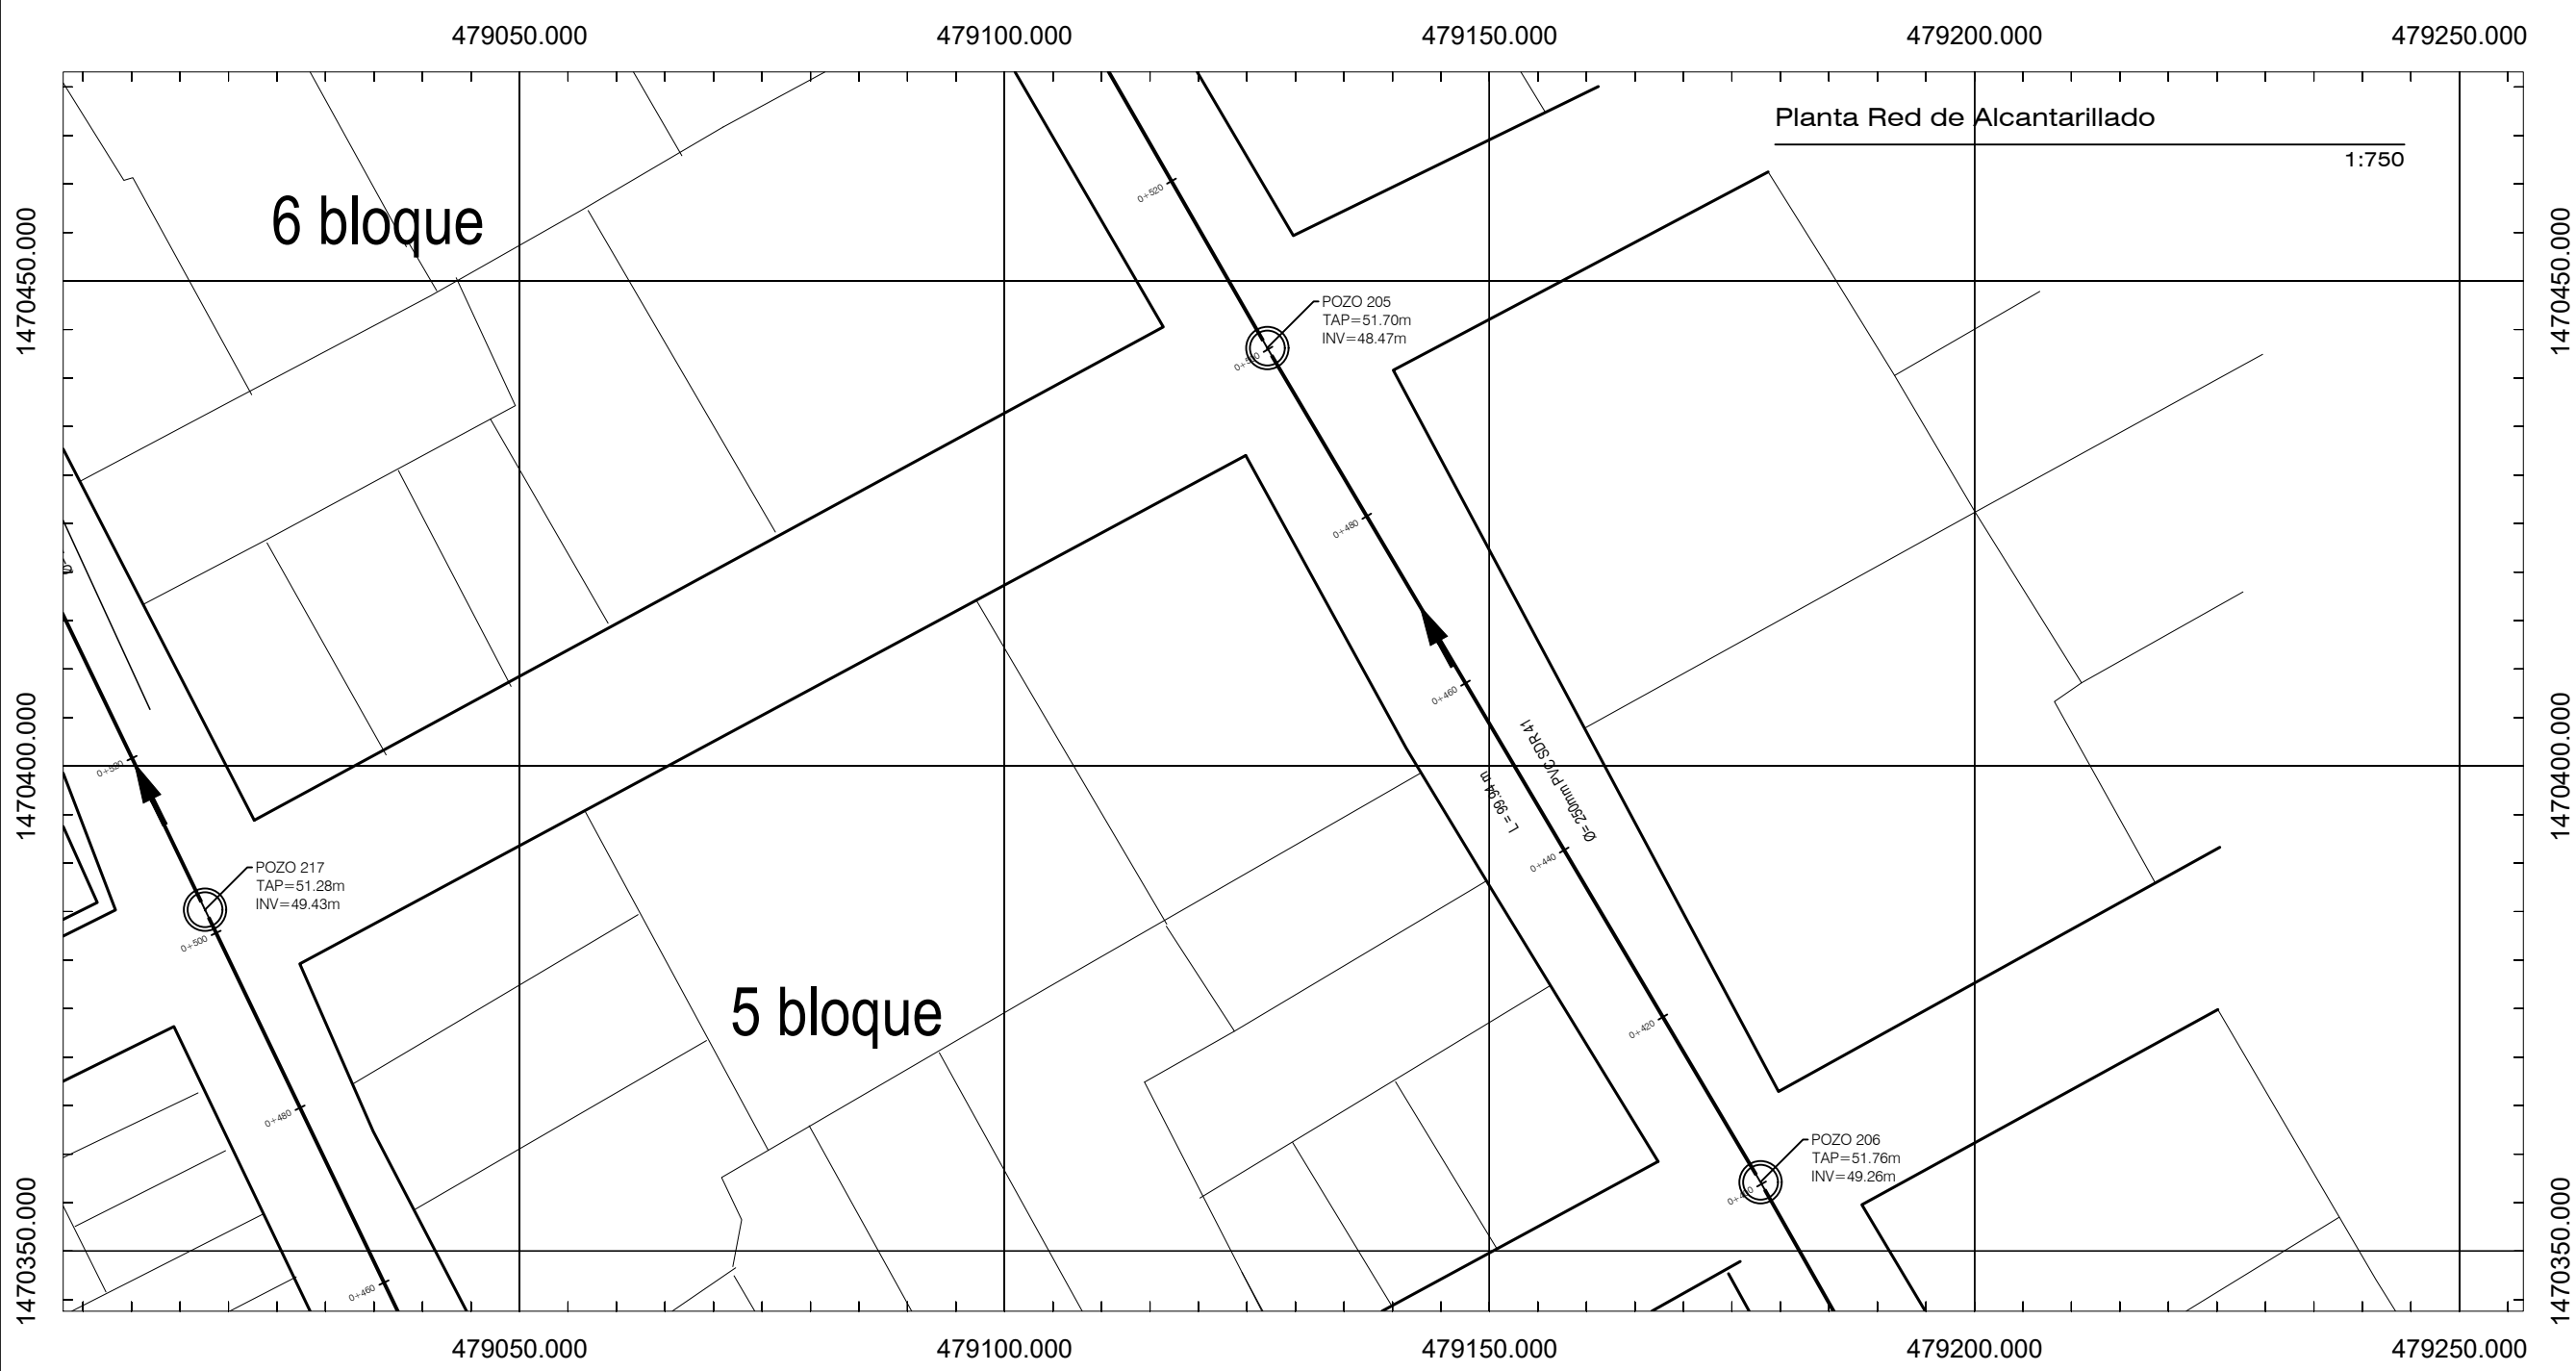 479050.000
479100.000
479150.000
479200.000
479250.000
Planta Red de Alcantarillado
1:750
1470450.000
1470450.000
6 bloque
0+520
POZO 205
TAP=51.70m
INV=48.47m
0+480
0+460
Ø= 250mm PVC SDR 41
L = 99.94 m
1470400.000
1470400.000
0+520
0+440
POZO 217
TAP=51.28m
INV=49.43m
0+500
5 bloque
0+420
0+480
POZO 206
TAP=51.76m
INV=49.26m
1470350.000
1470350.000
0+460
479050.000
479100.000
479150.000
479200.000
479250.000